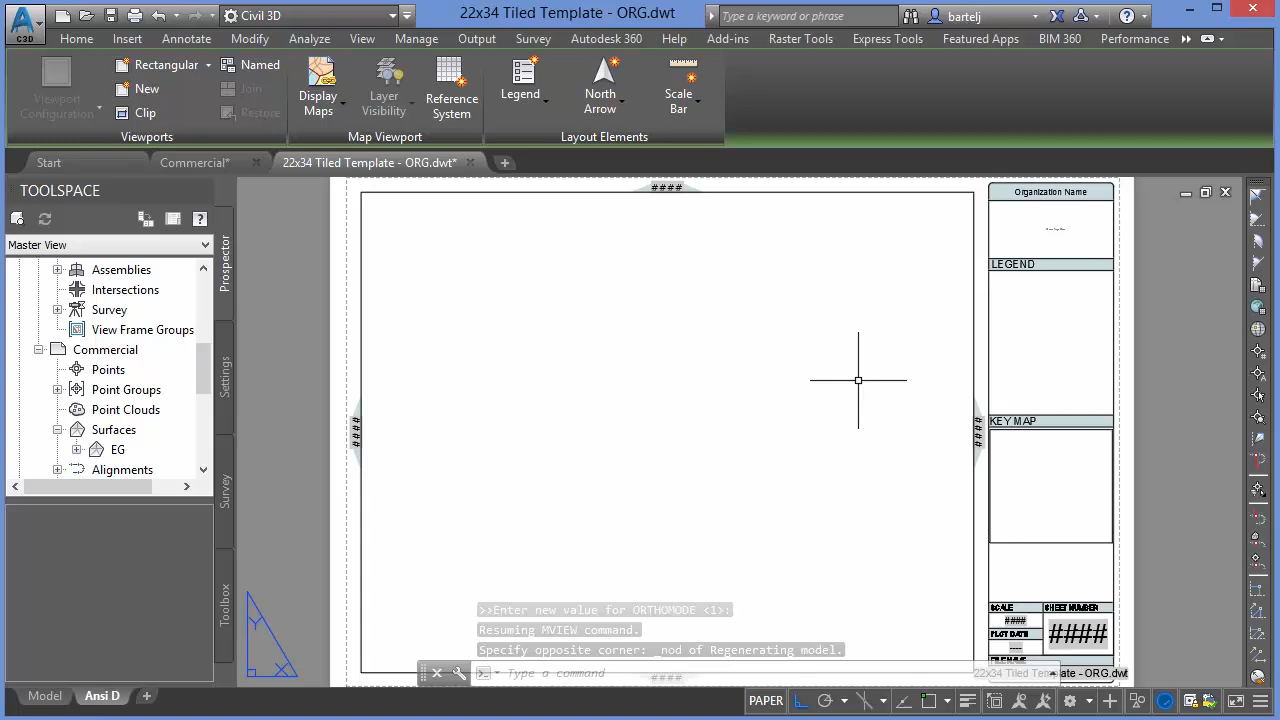 Civil 3D
22x34 Tiled Template - ORG.dwt
Type a keyword or phrase
bartelj
C3D
Home Insert Annotate Modify Analyze View Manage Output Survey Autodesk 360 Help Add-ins Raster Tools Express Tools Featured Apps BIM 360 Performance
Viewport
Configuration
Rectangular
New
Clip
Named
Join
Restore
Display
Maps
Layer
Visibility
Reference
System
Legend
North
Arrow
Scale
Bar
Viewports
Map Viewport
Layout Elements
Start
Commercial*
22x34 Tiled Template - ORG.dwt*
TOOLSPACE
Master View
Assemblies
Intersections
Survey
View Frame Groups
Commercial
Points
Point Groups
Point Clouds
Surfaces
EG
Alignments
Prospector
Settings
Survey
Toolbox
####
####
####
####
Organization Name
LEGEND
KEY MAP
SCALE
####
PLOT DATE
----
SHEET NUMBER
####
FILE NAME
22x34 Tiled Template - ORG.dwt
Y
X
>>Enter new value for ORTHOMODE <1>:
Resuming MVIEW command.
Specify opposite corner: _nod of Regenerating model.
Type a command
Model
Ansi D
PAPER